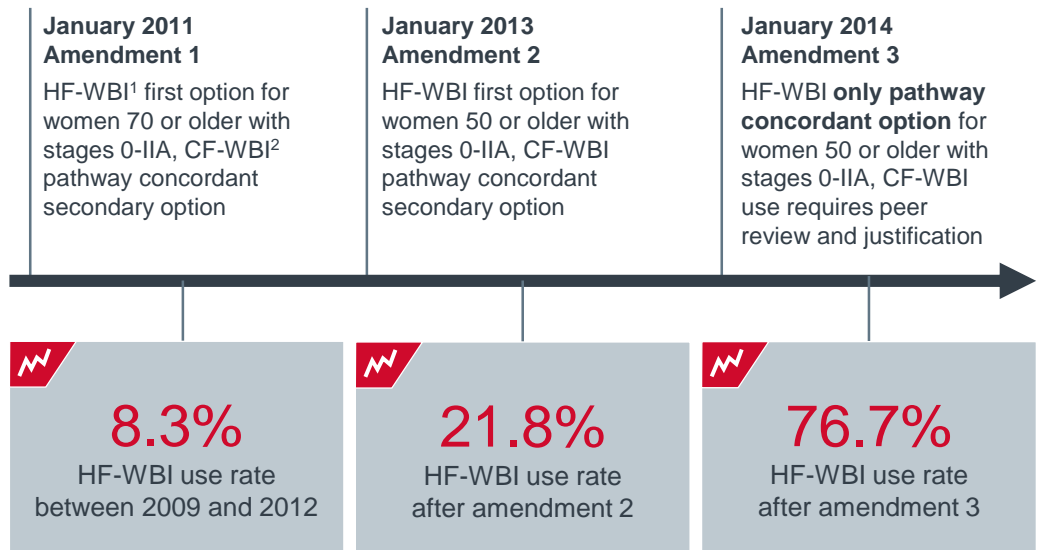 January 2011
Amendment 1
HF-WBI¹ first option for
women 70 or older with
stages 0-IIA, CF-WBI²
pathway concordant
secondary option
January 2013
Amendment 2
HF-WBI first option for
women 50 or older with
stages 0-IIA, CF-WBI
pathway concordant
secondary option
January 2014
Amendment 3
HF-WBI only pathway
concordant option for
women 50 or older with
stages 0-IIA, CF-WBI
use requires peer
review and justification
8.3%
HF-WBI use rate
between 2009 and 2012
21.8%
HF-WBI use rate
after amendment 2
76.7%
HF-WBI use rate
after amendment 3